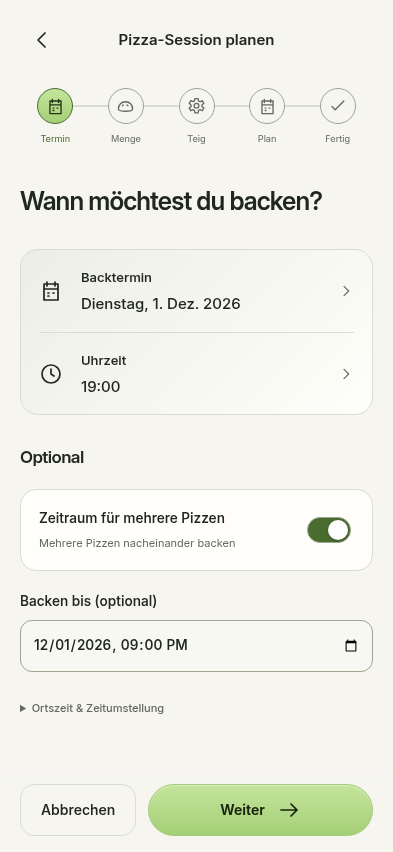 Pizza-Session planen
Termin
Menge
Teig
Plan
Fertig
Wann möchtest du backen?
Backtermin
Dienstag, 1. Dez. 2026
Uhrzeit
19:00
Optional
Zeitraum für mehrere Pizzen
Mehrere Pizzen nacheinander backen
Backen bis (optional)
12/01/2026, 09:00 PM
Ortszeit & Zeitumstellung
Abbrechen
Weiter